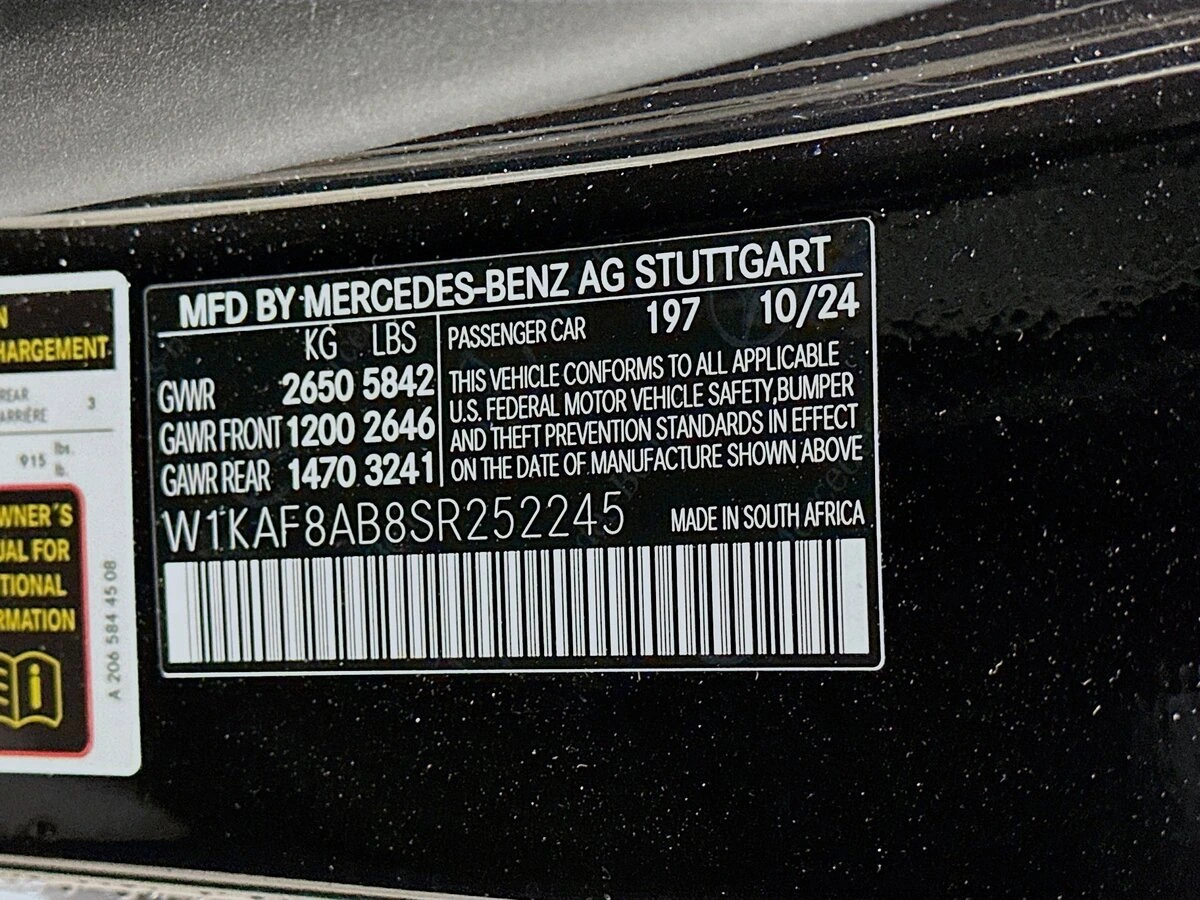 N
HARGEMENT
REAR
ARRIÈRE 3
915 lbs.
lb.
WNER'S
UAL FOR
TIONAL
RMATION
i
A 206 584 45 08
MFD BY MERCEDES-BENZ AG STUTTGART
KG LBS
GVWR 2650 5842
GAWR FRONT 1200 2646
GAWR REAR 1470 3241
PASSENGER CAR 197 10/24
THIS VEHICLE CONFORMS TO ALL APPLICABLE
U.S. FEDERAL MOTOR VEHICLE SAFETY,BUMPER
AND THEFT PREVENTION STANDARDS IN EFFECT
ON THE DATE OF MANUFACTURE SHOWN ABOVE
W1KAF8AB8SR252245 MADE IN SOUTH AFRICA